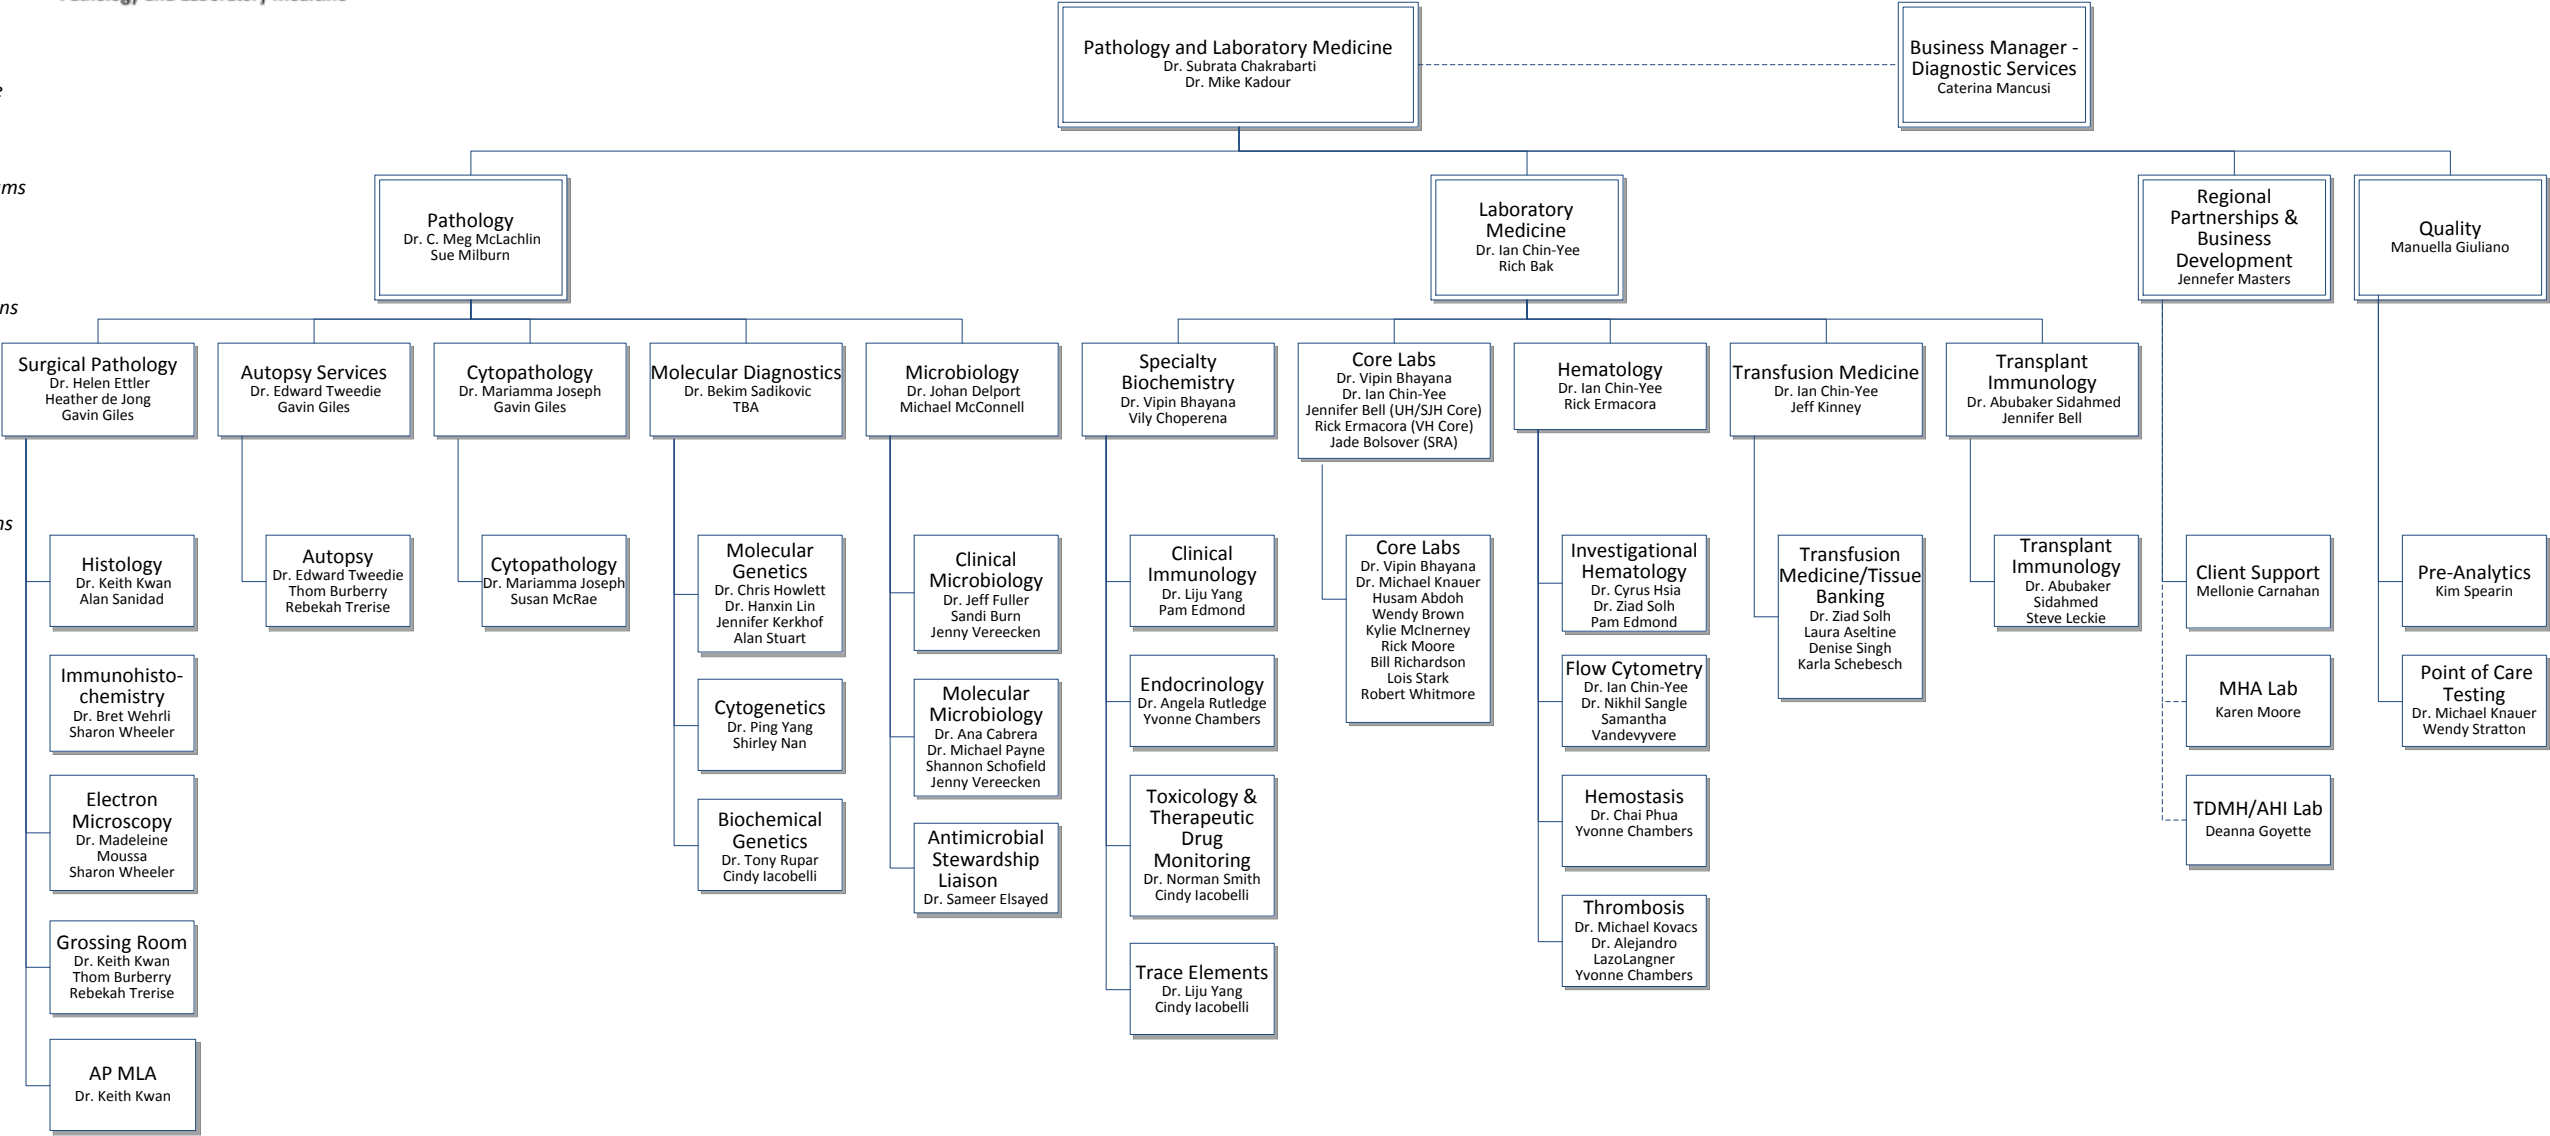 Pathology and Laboratory Medicine
Pathology and Laboratory Medicine
Dr. Subrata Chakrabarti
Dr. Mike Kadour
Business Manager -
Diagnostic Services
Caterina Mancusi
Pathology
Dr. C. Meg McLachlin
Sue Milburn
Laboratory
Medicine
Dr. Ian Chin-Yee
Rich Bak
Regional
Partnerships &
Business
Development
Jennefer Masters
Quality
Manuella Giuliano
Surgical Pathology
Dr. Helen Ettler
Heather de Jong
Gavin Giles
Autopsy Services
Dr. Edward Tweedie
Gavin Giles
Cytopathology
Dr. Mariamma Joseph
Gavin Giles
Molecular Diagnostics
Dr. Bekim Sadikovic
TBA
Microbiology
Dr. Johan Delport
Michael McConnell
Specialty
Biochemistry
Dr. Vipin Bhayana
Vily Choperena
Core Labs
Dr. Vipin Bhayana
Dr. Ian Chin-Yee
Jennifer Bell (UH/SJH Core)
Rick Ermacora (VH Core)
Jade Bolsover (SRA)
Hematology
Dr. Ian Chin-Yee
Rick Ermacora
Transfusion Medicine
Dr. Ian Chin-Yee
Jeff Kinney
Transplant
Immunology
Dr. Abubaker Sidahmed
Jennifer Bell
Histology
Dr. Keith Kwan
Alan Sanidad
Immunohisto-
chemistry
Dr. Bret Wehrli
Sharon Wheeler
Electron
Microscopy
Dr. Madeleine
Moussa
Sharon Wheeler
Grossing Room
Dr. Keith Kwan
Thom Burberry
Rebekah Trerise
AP MLA
Dr. Keith Kwan
Autopsy
Dr. Edward Tweedie
Thom Burberry
Rebekah Trerise
Cytopathology
Dr. Mariamma Joseph
Susan McRae
Molecular
Genetics
Dr. Chris Howlett
Dr. Hanxin Lin
Jennifer Kerkhof
Alan Stuart
Cytogenetics
Dr. Ping Yang
Shirley Nan
Biochemical
Genetics
Dr. Tony Rupar
Cindy Iacobelli
Clinical
Microbiology
Dr. Jeff Fuller
Sandi Burn
Jenny Vereecken
Molecular
Microbiology
Dr. Ana Cabrera
Dr. Michael Payne
Shannon Schofield
Jenny Vereecken
Antimicrobial
Stewardship
Liaison
Dr. Sameer Elsayed
Clinical
Immunology
Dr. Liju Yang
Pam Edmond
Endocrinology
Dr. Angela Rutledge
Yvonne Chambers
Toxicology &
Therapeutic
Drug
Monitoring
Dr. Norman Smith
Cindy Iacobelli
Trace Elements
Dr. Liju Yang
Cindy Iacobelli
Core Labs
Dr. Vipin Bhayana
Dr. Michael Knauer
Husam Abdoh
Wendy Brown
Kylie McInerney
Rick Moore
Bill Richardson
Lois Stark
Robert Whitmore
Investigational
Hematology
Dr. Cyrus Hsia
Dr. Ziad Solh
Pam Edmond
Flow Cytometry
Dr. Ian Chin-Yee
Dr. Nikhil Sangle
Samantha
Vandevyvere
Hemostasis
Dr. Chai Phua
Yvonne Chambers
Thrombosis
Dr. Michael Kovacs
Dr. Alejandro
LazoLangner
Yvonne Chambers
Transfusion
Medicine/Tissue
Banking
Dr. Ziad Solh
Laura Aseltine
Denise Singh
Karla Schebesch
Transplant
Immunology
Dr. Abubaker
Sidahmed
Steve Leckie
Client Support
Mellonie Carnahan
MHA Lab
Karen Moore
TDMH/AHI Lab
Deanna Goyette
Pre-Analytics
Kim Spearin
Point of Care
Testing
Dr. Michael Knauer
Wendy Stratton